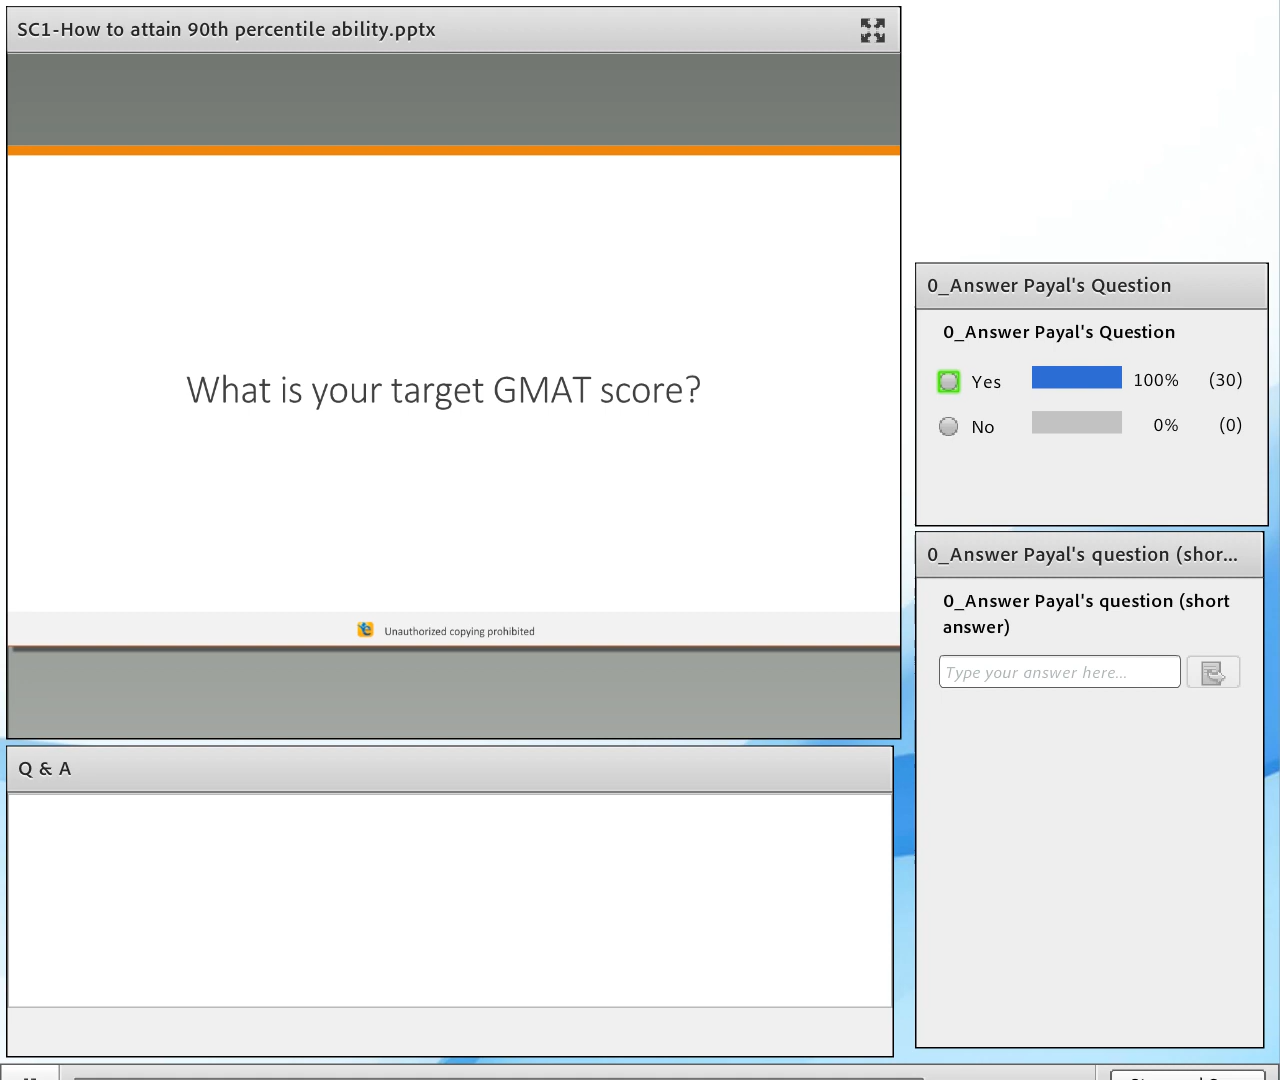 SC1-How to attain 90th percentile ability.pptx
What is your target GMAT score?
Unauthorized copying prohibited
Q & A
0_Answer Payal's Question
0_Answer Payal's Question
Yes 100% (30)
No 0% (0)
0_Answer Payal's question (shor...
0_Answer Payal's question (short
answer)
Type your answer here...